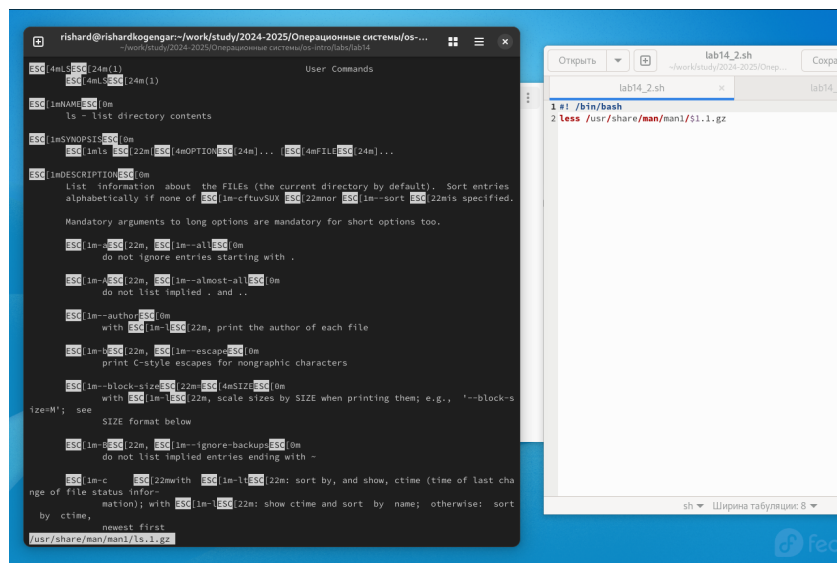 rishard@rishardkogengar:~/work/study/2024-2025/Операционные системы/os-...
~/work/study/2024-2025/Операционные системы/os-intro/labs/lab14
ESC[4mLSESC[24m(1) User Commands
ESC[4mLSESC[24m(1)
ESC[1mNAMEESC[0m
ls - list directory contents
ESC[1mSYNOPSISESC[0m
ESC[1mls ESC[22m[ESC[4mOPTIONESC[24m]... [ESC[4mFILEESC[24m]...
ESC[1mDESCRIPTIONESC[0m
List information about the FILEs (the current directory by default). Sort entries
alphabetically if none of ESC[1m-cftuvSUX ESC[22mnor ESC[1m--sort ESC[22mis specified.
Mandatory arguments to long options are mandatory for short options too.
ESC[1m-aESC[22m, ESC[1m--allESC[0m
do not ignore entries starting with .
ESC[1m-AESC[22m, ESC[1m--almost-allESC[0m
do not list implied . and ..
ESC[1m--authorESC[0m
with ESC[1m-lESC[22m, print the author of each file
ESC[1m-bESC[22m, ESC[1m--escapeESC[0m
print C-style escapes for nongraphic characters
ESC[1m--block-sizeESC[22m=ESC[4mSIZEESC[0m
with ESC[1m-lESC[22m, scale sizes by SIZE when printing them; e.g., '--block-s
ize=M'; see
SIZE format below
ESC[1m-BESC[22m, ESC[1m--ignore-backupsESC[0m
do not list implied entries ending with ~
ESC[1m-c ESC[22mwith ESC[1m-ltESC[22m: sort by, and show, ctime (time of last cha
nge of file status infor-
mation); with ESC[1m-lESC[22m: show ctime and sort by name; otherwise: sort
by ctime,
newest first
/usr/share/man/man1/ls.1.gz
Открыть lab14_2.sh Сохра
~/work/study/2024-2025/Опер...
lab14_2.sh lab14_
1 #! /bin/bash
2 less /usr/share/man/man1/$1.1.gz
sh Ширина табуляции: 8
fed